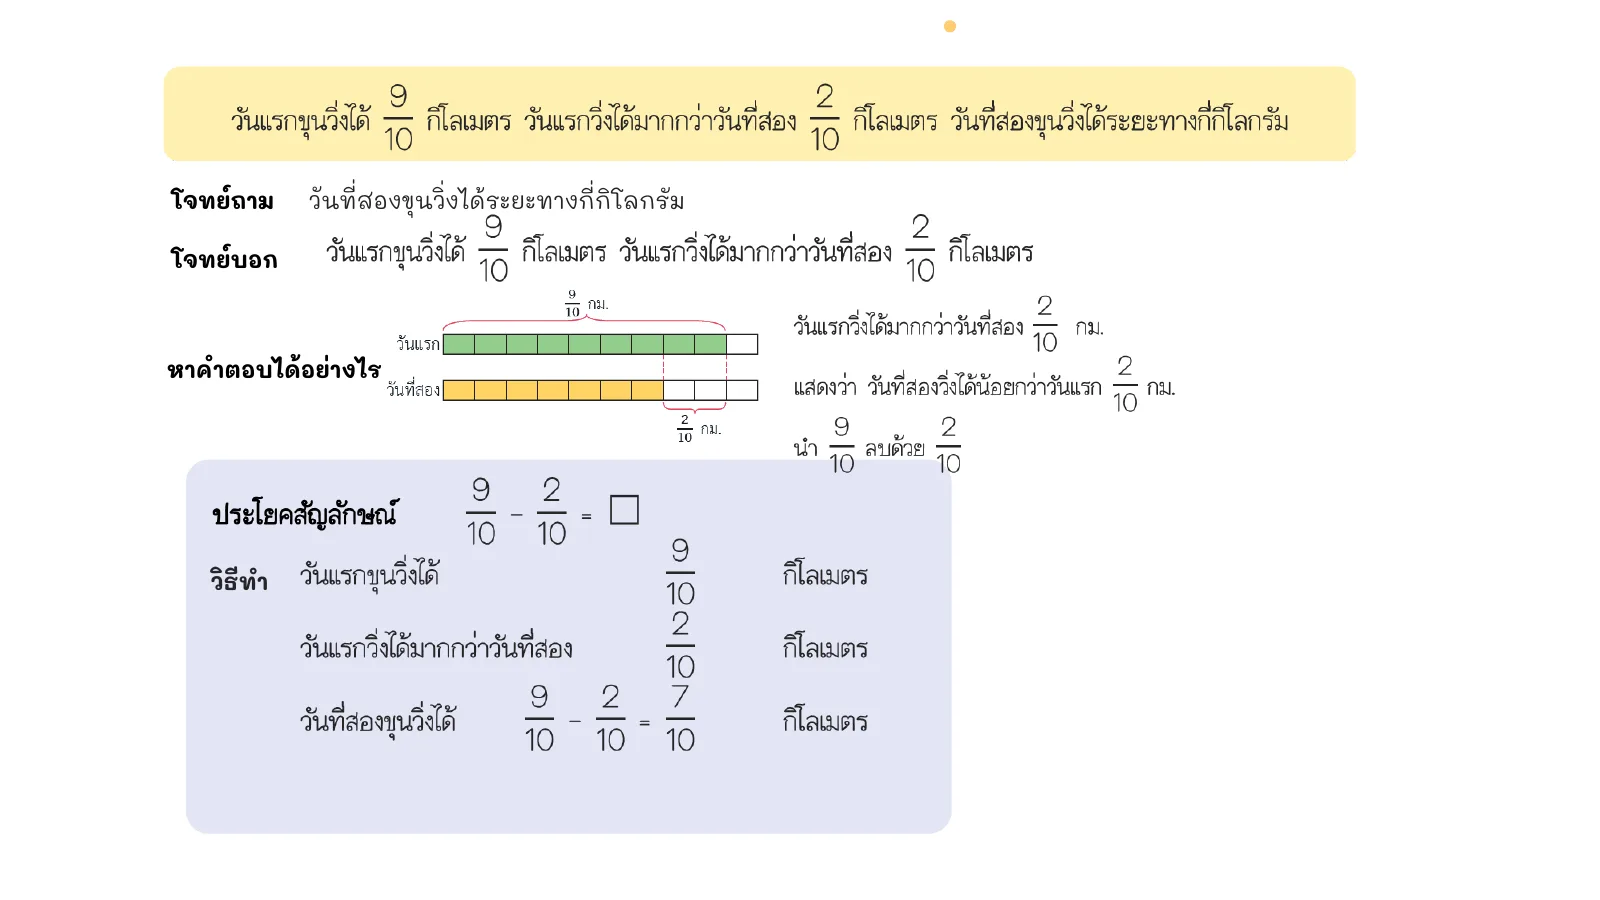 วันแรกขุนวิ่งได้ 9/10 กิโลเมตร วันแรกวิ่งได้มากกว่าวันที่สอง 2/10 กิโลเมตร วันที่สองขุนวิ่งได้ระยะทางกี่กิโลกรัม
โจทย์ถาม วันที่สองขุนวิ่งได้ระยะทางกี่กิโลกรัม
โจทย์บอก วันแรกขุนวิ่งได้ 9/10 กิโลเมตร วันแรกวิ่งได้มากกว่าวันที่สอง 2/10 กิโลเมตร
หาคำตอบได้อย่างไร
9/10 กม.
วันแรก
วันที่สอง
2/10 กม.
วันแรกวิ่งได้มากกว่าวันที่สอง 2/10 กม.
แสดงว่า วันที่สองวิ่งได้น้อยกว่าวันแรก 2/10 กม.
นำ 9/10 ลบด้วย 2/10
ประโยคสัญลักษณ์ 9/10 - 2/10 = □
วิธีทำ วันแรกขุนวิ่งได้ 9/10 กิโลเมตร
วันแรกวิ่งได้มากกว่าวันที่สอง 2/10 กิโลเมตร
วันที่สองขุนวิ่งได้ 9/10 - 2/10 = 7/10 กิโลเมตร